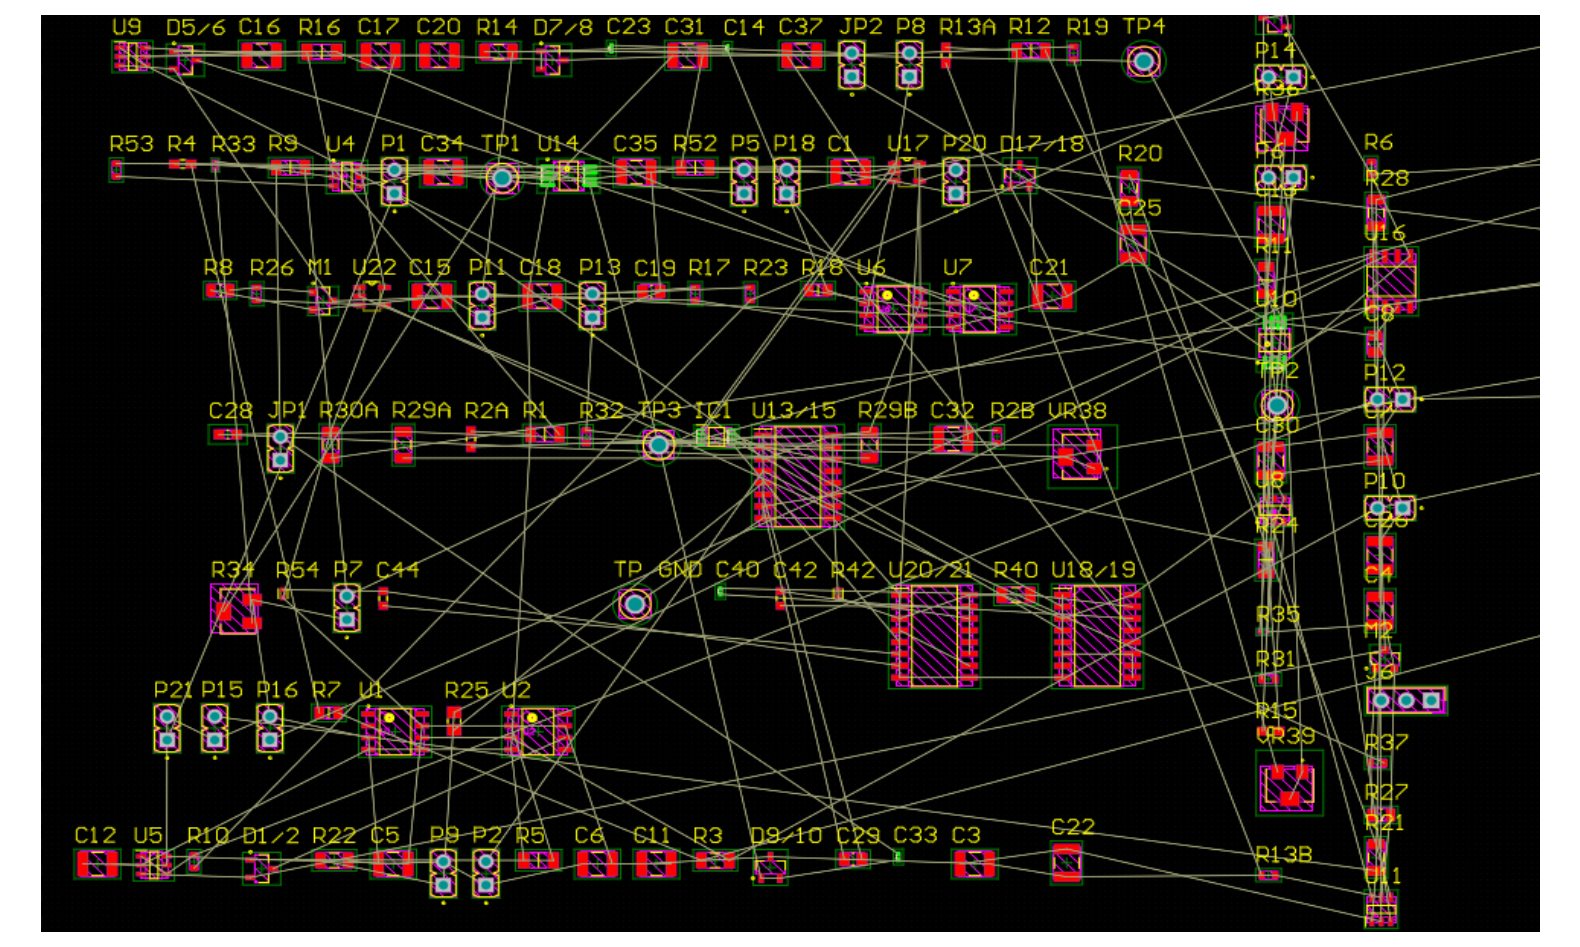 U9 D5/6 C16 R16 C17 C20 R14 D7/8 C23 C31 C14 C37 JP2 P8 R13A R12 R19 TP4
P14
R36
R53 R4 R33 R9 U4 P1 C34 TP1 U14 C35 R52 P5 P18 C1 U17 P20 D17/18 R20 P6 R6
R28
C25 U16
R11
R8 R26 M1 U22 C15 P11 C18 P13 C19 R17 R23 R18 U6 U7 C21
U10 C8
TP2 P12
C28 JP1 R30A R29A R2A R1 R32 TP3 IC1 U13/15 R29B C32 R2B VR38 C30
U8 P10
R24 C26
R34 R54 P7 C44 TP_GND C40 C42 R42 U20/21 R40 U18/19 C4
R35 M2
R31 J6
P21 P15 P16 R7 U1 R25 U2 R15
VR39 R37
R27
R21
C12 U5 R10 D1/2 R22 C5 P9 P2 R5 C6 C11 R3 D9/10 C29 C33 C3 C22 R13B
U11